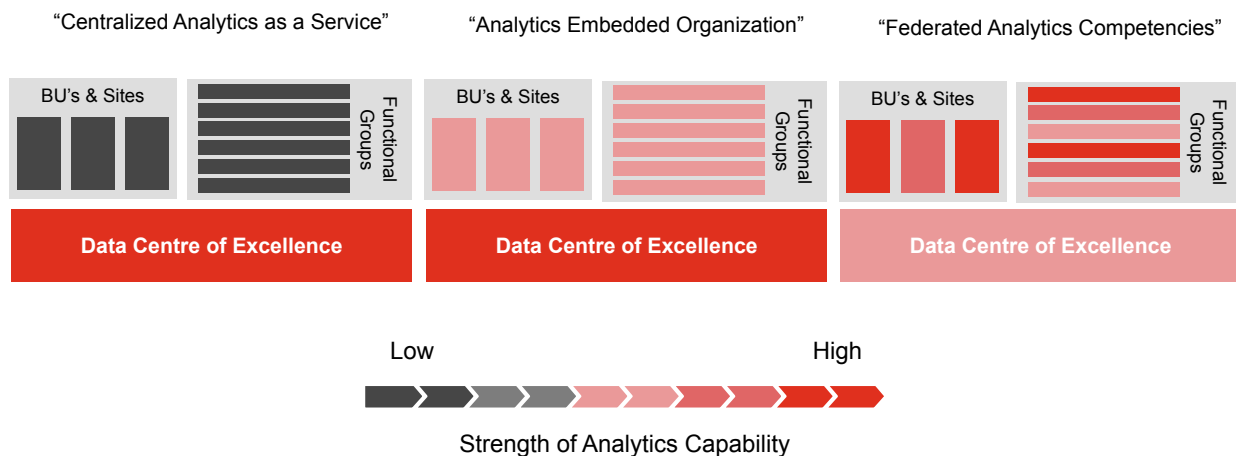 “Centralized Analytics as a Service”
“Analytics Embedded Organization”
“Federated Analytics Competencies”
BU's & Sites
Functional
Groups
BU's & Sites
Functional
Groups
BU's & Sites
Functional
Groups
Data Centre of Excellence
Data Centre of Excellence
Data Centre of Excellence
Low
High
Strength of Analytics Capability